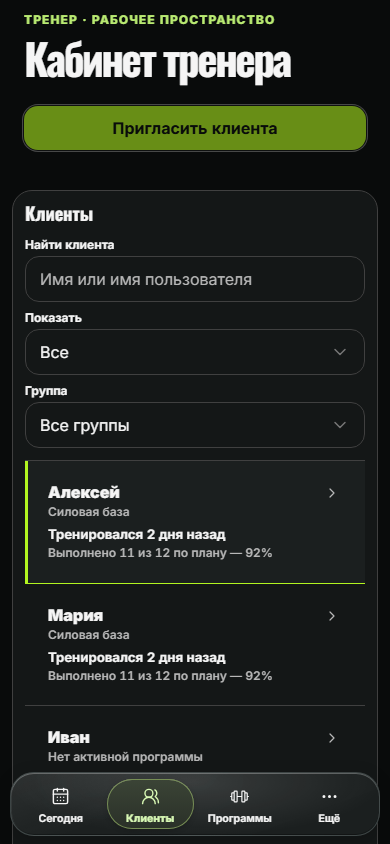 ТРЕНЕР · РАБОЧЕЕ ПРОСТРАНСТВО
Кабинет тренера
Пригласить клиента
Клиенты
Найти клиента
Имя или имя пользователя
Показать
Все
Группа
Все группы
Алексей
Силовая база
Тренировался 2 дня назад
Выполнено 11 из 12 по плану — 92%
Мария
Силовая база
Тренировался 2 дня назад
Выполнено 11 из 12 по плану — 92%
Иван
Нет активной программы
Сегодня
Клиенты
Программы
Ещё